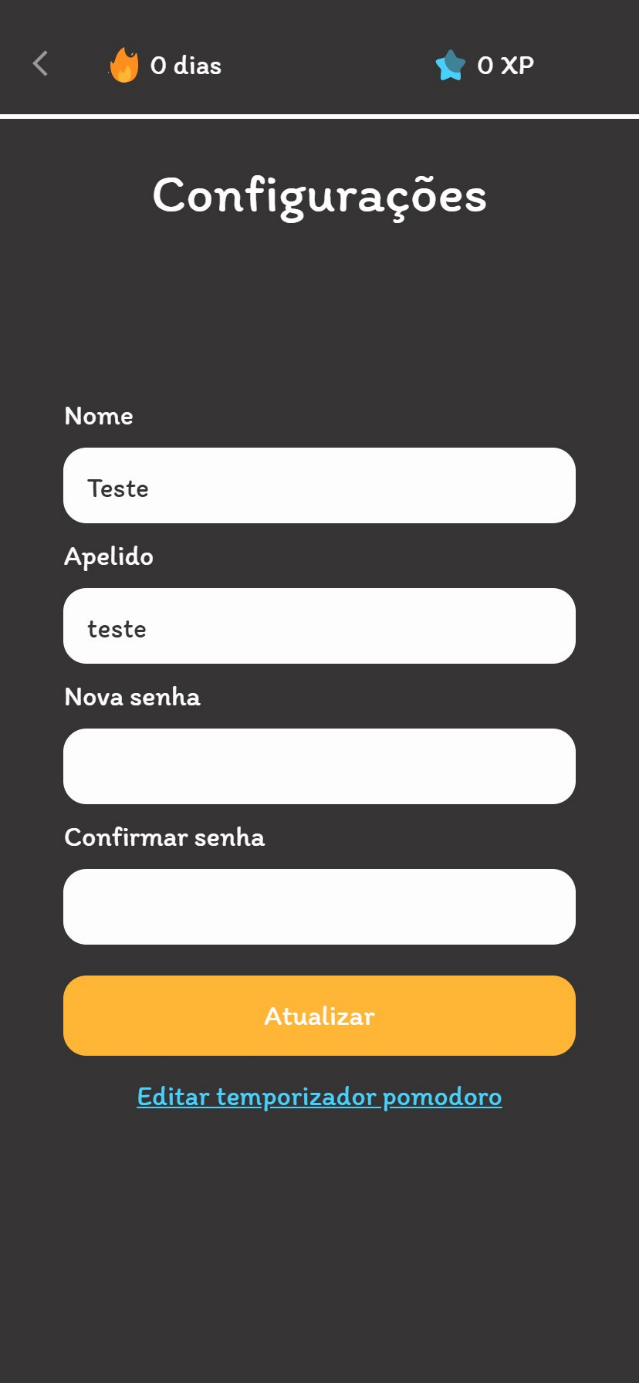 0 dias
0 XP
Configurações
Nome
Teste
Apelido
teste
Nova senha
Confirmar senha
Atualizar
Editar temporizador pomodoro